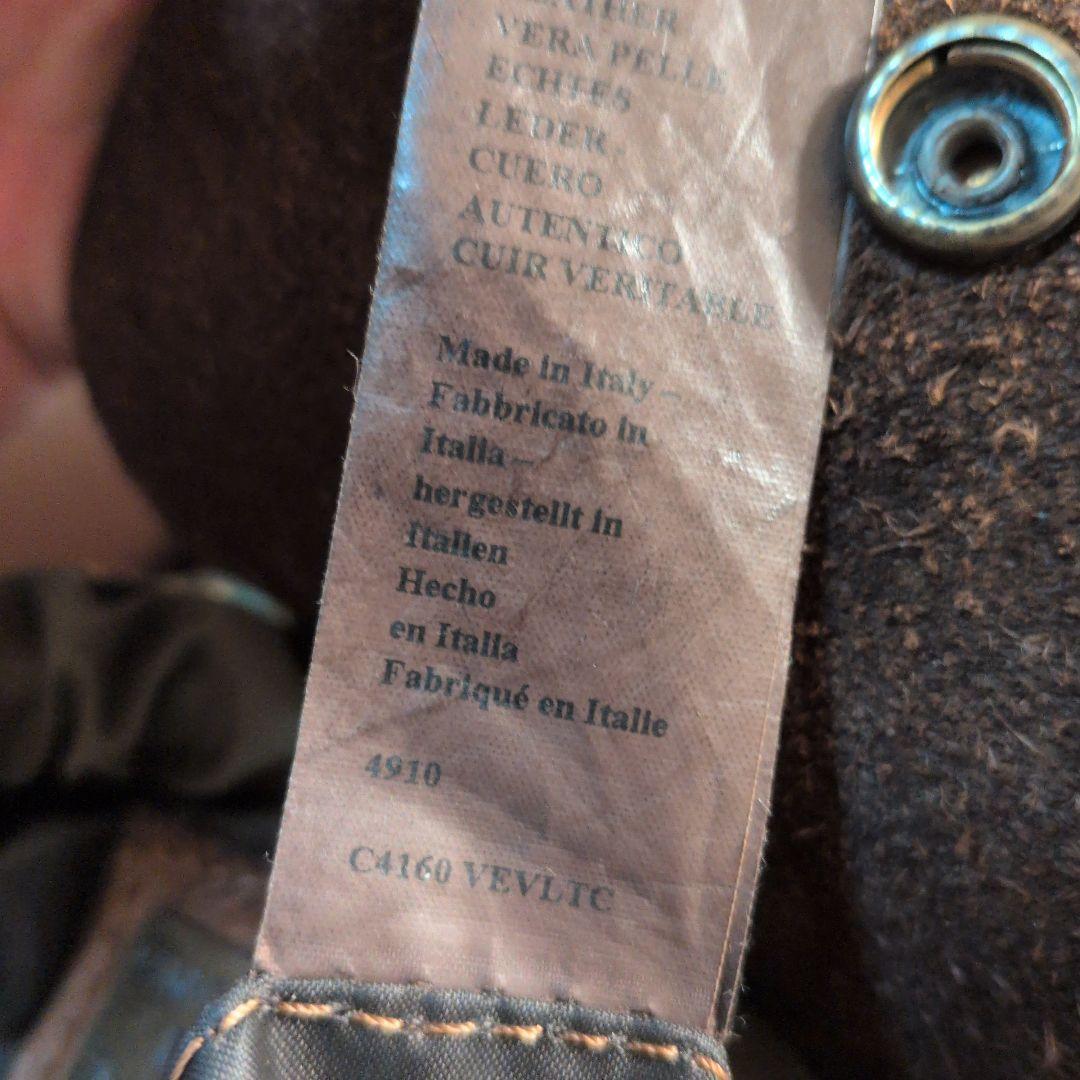 LEATHER
VERA PELLE
ECHTES
LEDER
CUERO
AUTENTICO
CUIR VERITABLE
Made in Italy –
Fabbricato in
Italia –
hergestellt in
Italien
Hecho
en Italia
Fabriqué en Italie
4910
C4160 VEVLTC